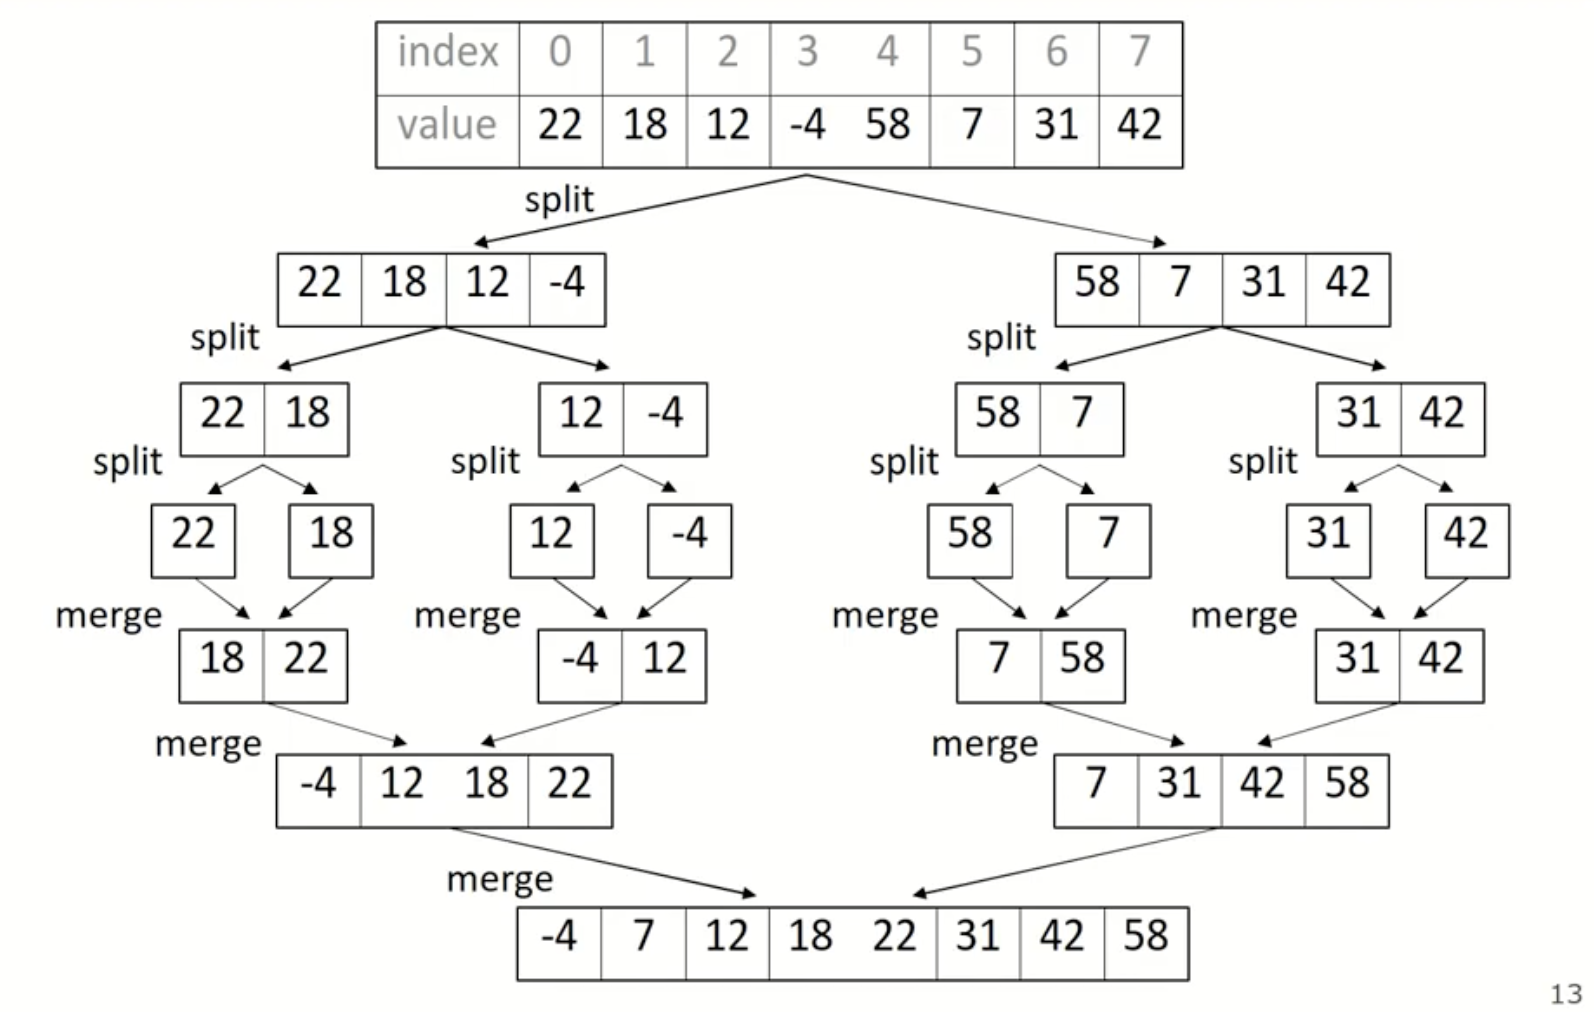 index 0 1 2 3 4 5 6 7
value 22 18 12 -4 58 7 31 42
split
22 18 12 -4 58 7 31 42
split split
22 18 12 -4 58 7 31 42
split split split split
22 18 12 -4 58 7 31 42
merge merge merge merge
18 22 -4 12 7 58 31 42
merge merge
-4 12 18 22 7 31 42 58
merge
-4 7 12 18 22 31 42 58
13